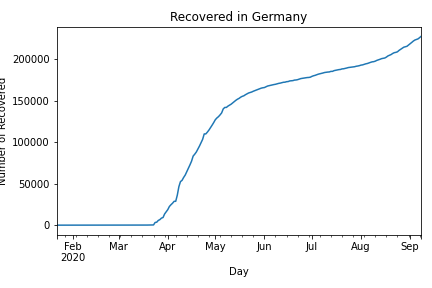 Recovered in Germany
Number of Recovered
200000
150000
100000
50000
0
Feb Mar Apr May Jun Jul Aug Sep
2020
Day